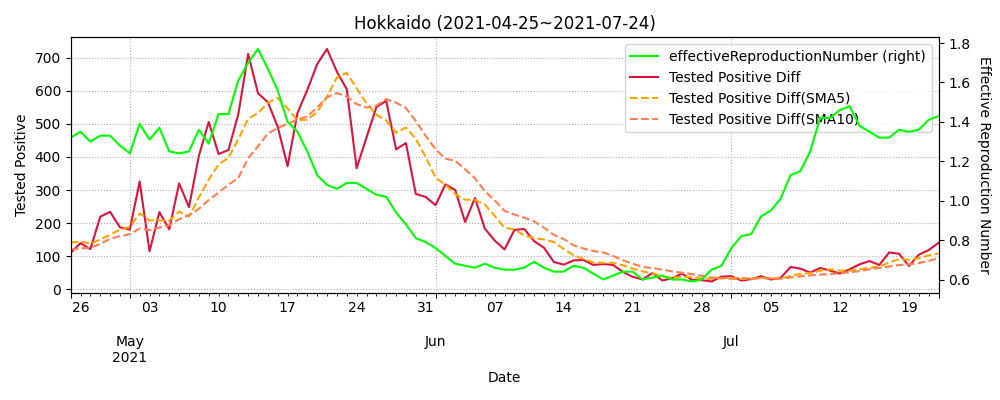 Hokkaido (2021-04-25~2021-07-24)
effectiveReproductionNumber (right)
Tested Positive Diff
Tested Positive Diff(SMA5)
Tested Positive Diff(SMA10)
Tested Positive
700
600
500
400
300
200
100
0
1.8
1.6
1.4
1.2
1.0
0.8
0.6
Effective Reproduction Number
26 03 10 17 24 31 07 14 21 28 05 12 19
May Jun Jul
2021
Date